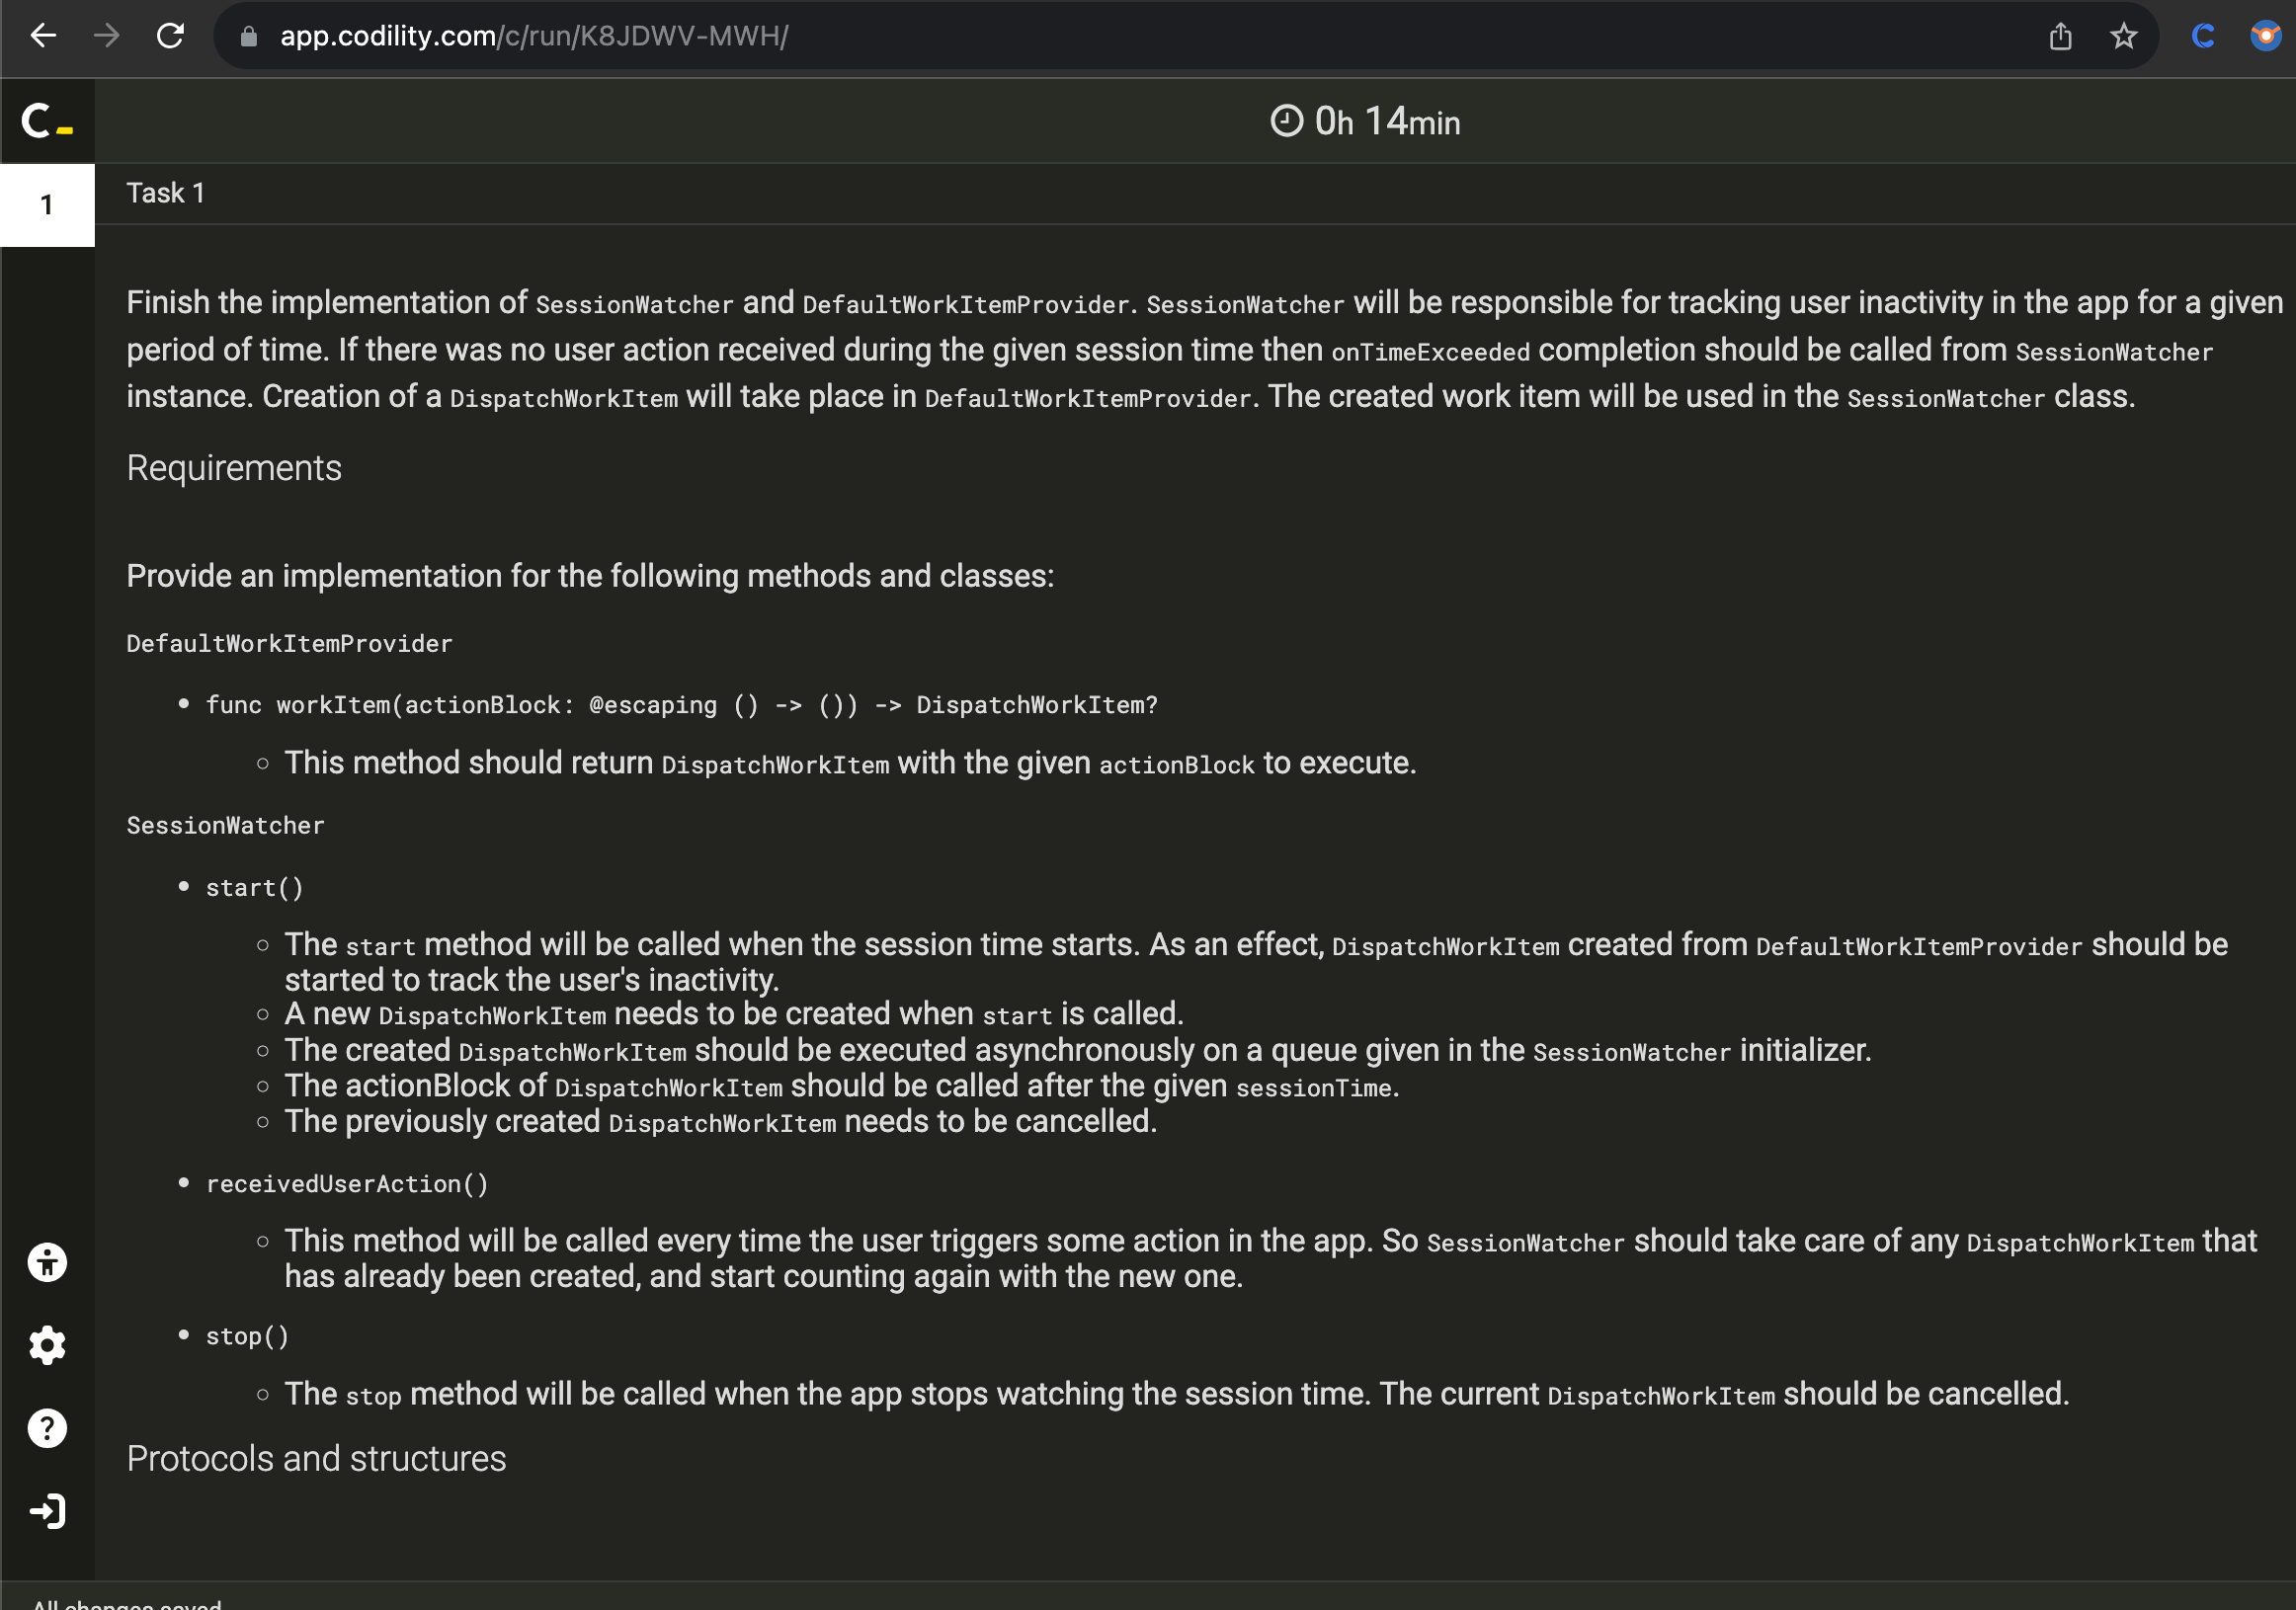 app.codility.com/c/run/K8JDWV-MWH/
C_
0h 14min
1
Task 1
Finish the implementation of SessionWatcher and DefaultWorkItemProvider. SessionWatcher will be responsible for tracking user inactivity in the app for a given
period of time. If there was no user action received during the given session time then onTimeExceeded completion should be called from SessionWatcher
instance. Creation of a DispatchWorkItem will take place in DefaultWorkItemProvider. The created work item will be used in the SessionWatcher class.
Requirements
Provide an implementation for the following methods and classes:
DefaultWorkItemProvider
• func workItem(actionBlock: @escaping () -> ()) -> DispatchWorkItem?
○ This method should return DispatchWorkItem with the given actionBlock to execute.
SessionWatcher
• start()
○ The start method will be called when the session time starts. As an effect, DispatchWorkItem created from DefaultWorkItemProvider should be
started to track the user's inactivity.
○ A new DispatchWorkItem needs to be created when start is called.
○ The created DispatchWorkItem should be executed asynchronously on a queue given in the SessionWatcher initializer.
○ The actionBlock of DispatchWorkItem should be called after the given sessionTime.
○ The previously created DispatchWorkItem needs to be cancelled.
• receivedUserAction()
○ This method will be called every time the user triggers some action in the app. So SessionWatcher should take care of any DispatchWorkItem that
has already been created, and start counting again with the new one.
• stop()
○ The stop method will be called when the app stops watching the session time. The current DispatchWorkItem should be cancelled.
Protocols and structures
All changes saved